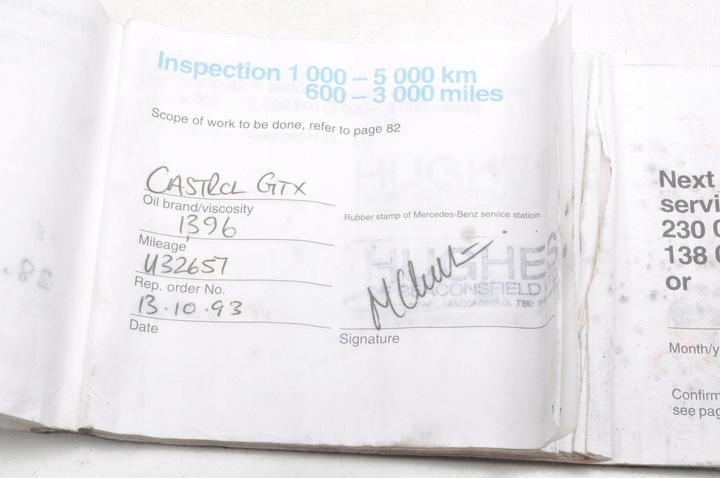 Inspection 1 000 – 5 000 km
600 – 3 000 miles
Scope of work to be done, refer to page 82
CASTROL GTX
Oil brand/viscosity
1396
Mileage
U32657
Rep. order No.
13.10.93
Date
Rubber stamp of Mercedes-Benz service station
HUGHES
BEACONSFIELD
BEACONSFIELD. TEL:
Signature
Next
servi
230 0
138 0
or
Month/y
Confirm
see pag